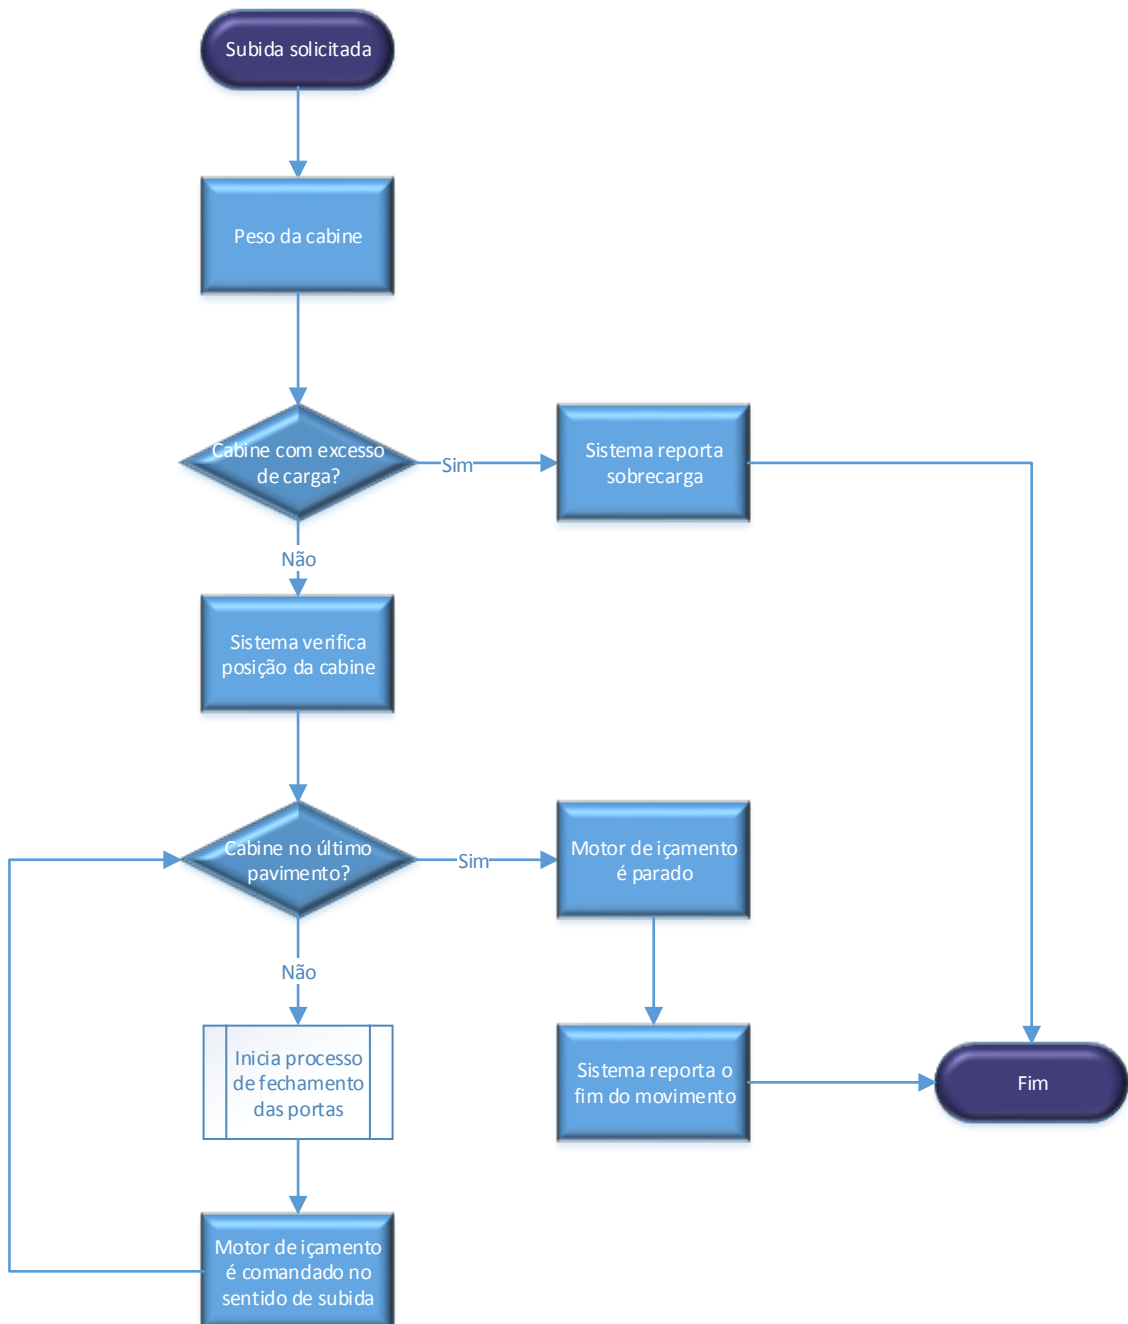 Subida solicitada
Peso da cabine
Cabine com excesso
de carga?
Sim
Sistema reporta
sobrecarga
Não
Sistema verifica
posição da cabine
Cabine no último
pavimento?
Sim
Motor de içamento
é parado
Não
Inicia processo
de fechamento
das portas
Sistema reporta o
fim do movimento
Fim
Motor de içamento
é comandado no
sentido de subida